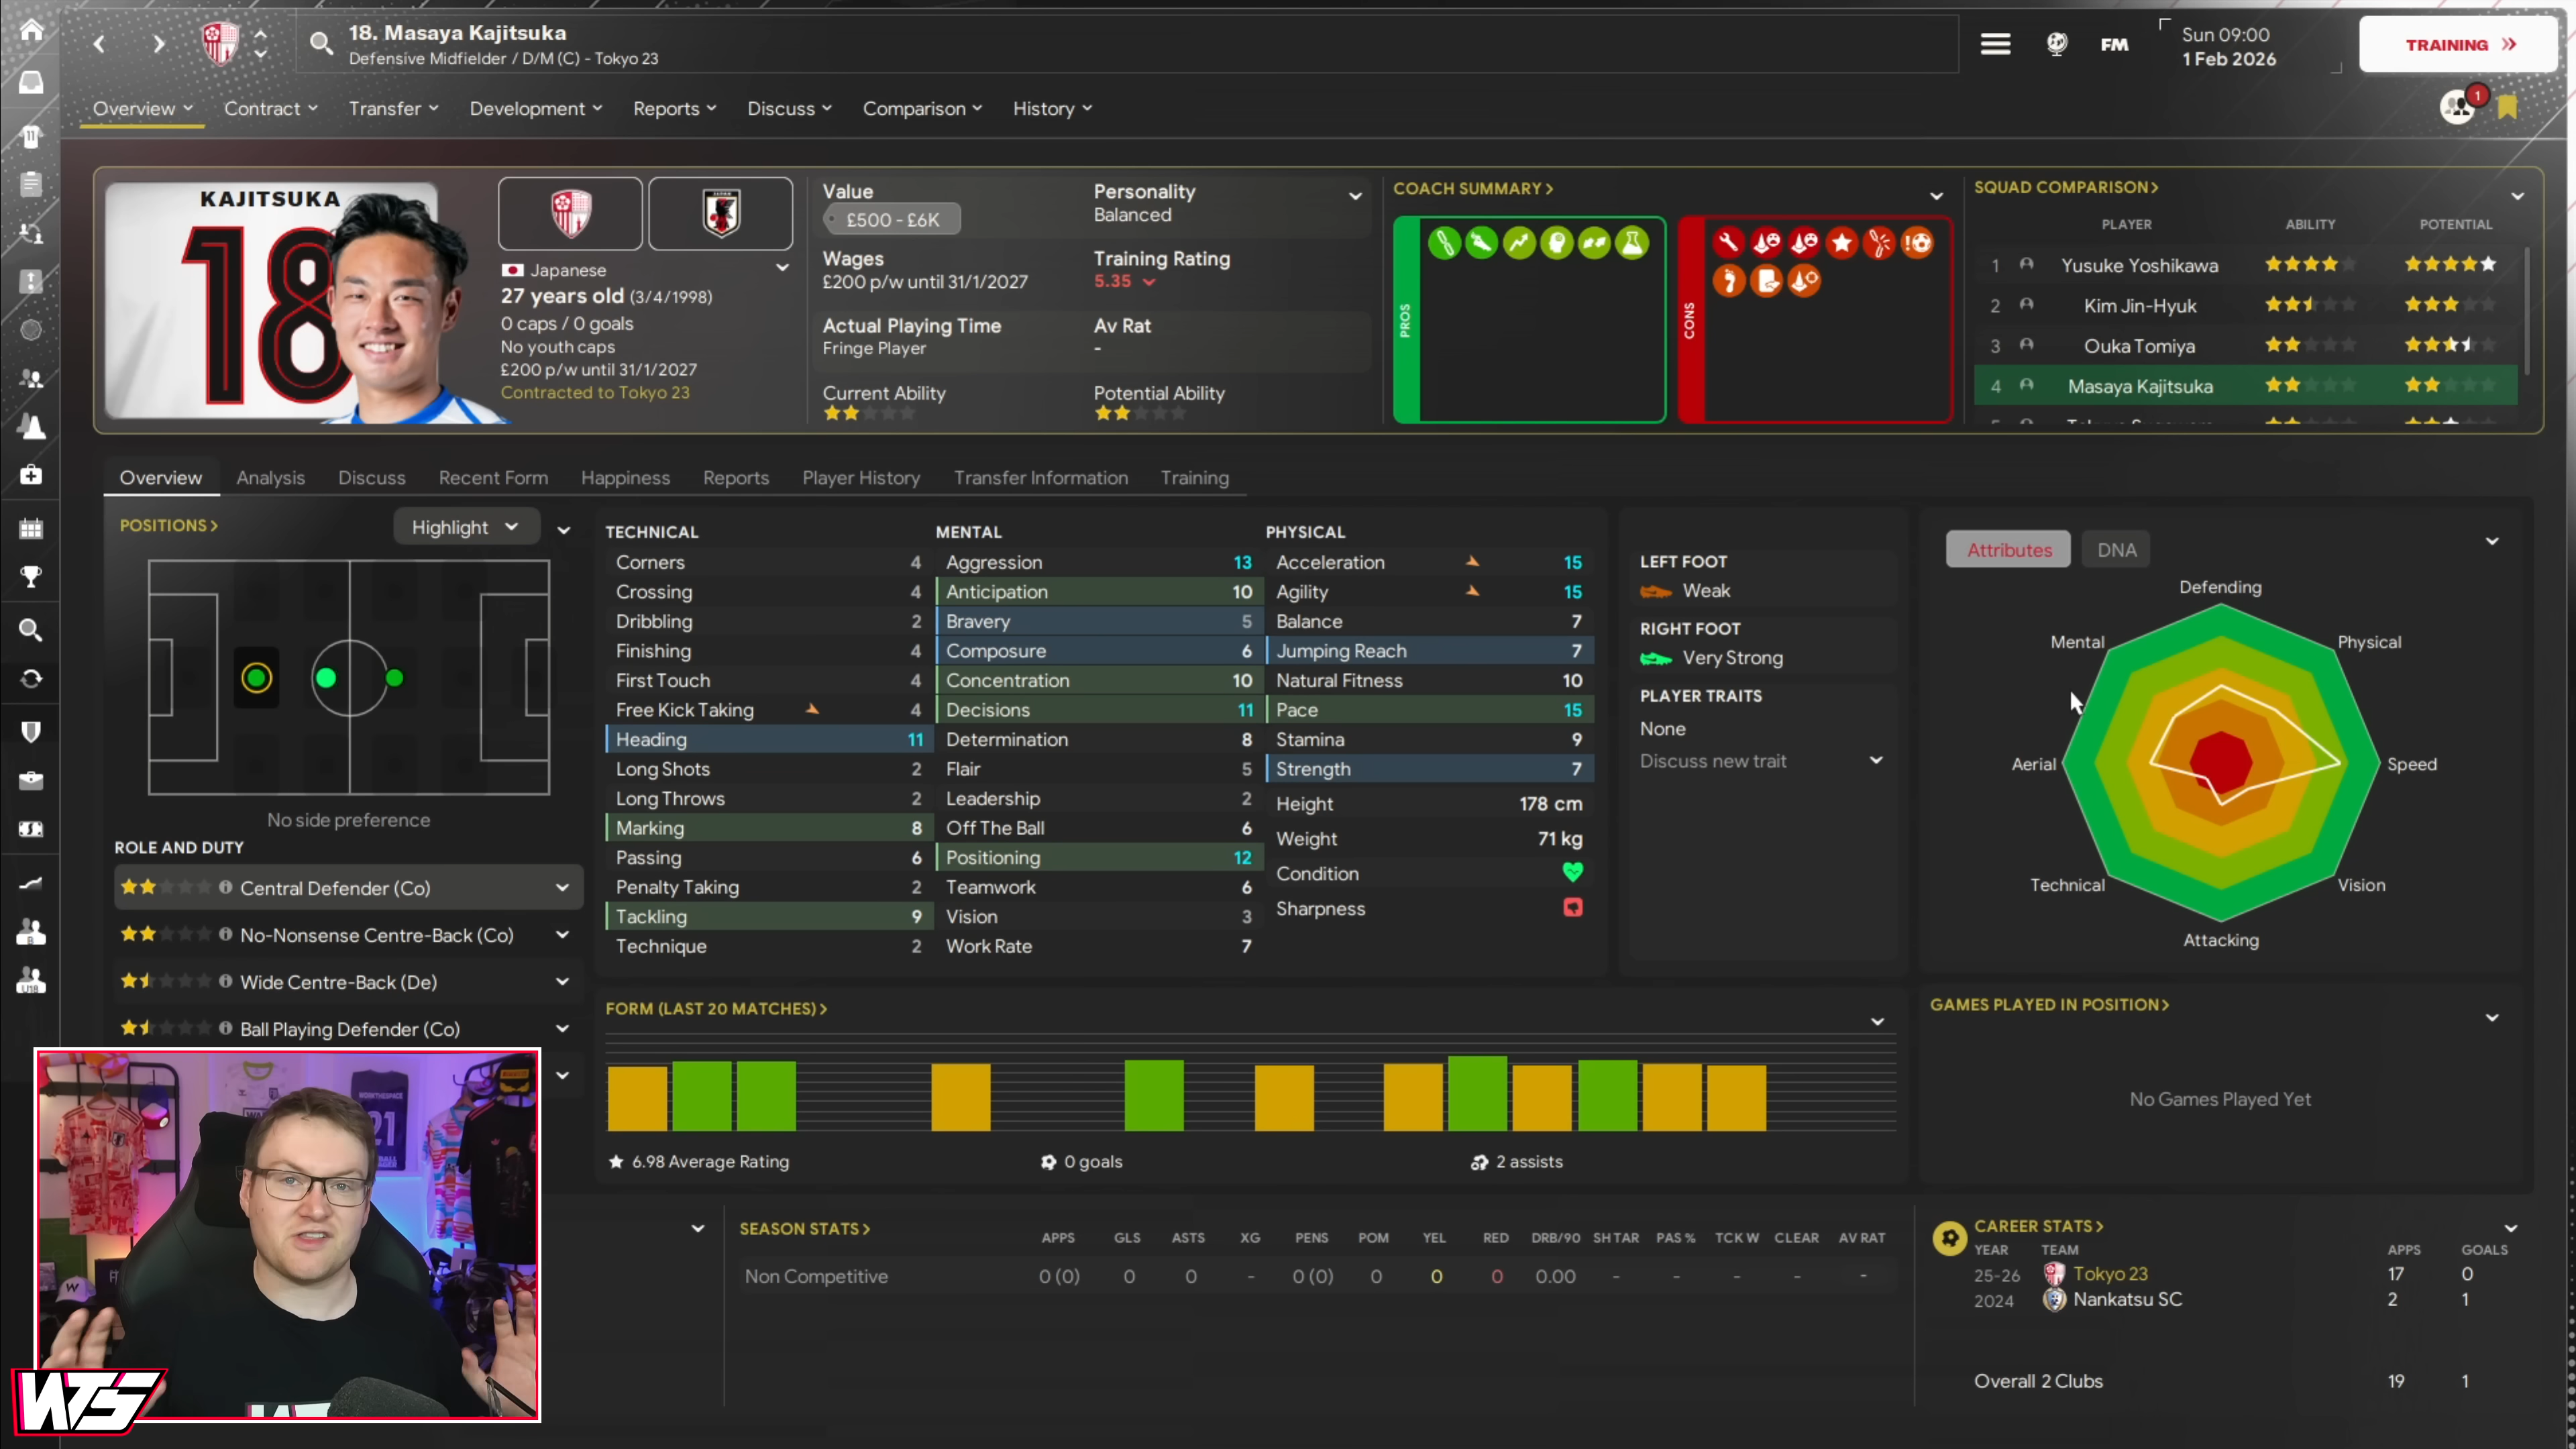 18. Masaya Kajitsuka
Defensive Midfielder / D/M (C) - Tokyo 23
FM
Sun 09:00
1 Feb 2026
TRAINING
Overview
Contract
Transfer
Development
Reports
Discuss
Comparison
History
1
KAJITSUKA
18
Japanese
27 years old (3/4/1998)
0 caps / 0 goals
No youth caps
£200 p/w until 31/1/2027
Contracted to Tokyo 23
Value
£500 - £6K
Personality
Balanced
Wages
£200 p/w until 31/1/2027
Training Rating
5.35
Actual Playing Time
Fringe Player
Av Rat
-
Current Ability
Potential Ability
COACH SUMMARY >
PROS
CONS
SQUAD COMPARISON >
PLAYER ABILITY POTENTIAL
1 Yusuke Yoshikawa
2 Kim Jin-Hyuk
3 Ouka Tomiya
4 Masaya Kajitsuka
Overview Analysis Discuss Recent Form Happiness Reports Player History Transfer Information Training
POSITIONS >
Highlight
No side preference
ROLE AND DUTY
Central Defender (Co)
No-Nonsense Centre-Back (Co)
Wide Centre-Back (De)
Ball Playing Defender (Co)
TECHNICAL
Corners 4
Crossing 4
Dribbling 2
Finishing 4
First Touch 4
Free Kick Taking 4
Heading 11
Long Shots 2
Long Throws 2
Marking 8
Passing 6
Penalty Taking 2
Tackling 9
Technique 2
MENTAL
Aggression 13
Anticipation 10
Bravery 5
Composure 6
Concentration 10
Decisions 11
Determination 8
Flair 5
Leadership 2
Off The Ball 6
Positioning 12
Teamwork 6
Vision 3
Work Rate 7
PHYSICAL
Acceleration 15
Agility 15
Balance 7
Jumping Reach 7
Natural Fitness 10
Pace 15
Stamina 9
Strength 7
Height 178 cm
Weight 71 kg
Condition
Sharpness
LEFT FOOT
Weak
RIGHT FOOT
Very Strong
PLAYER TRAITS
None
Discuss new trait
Attributes
DNA
Defending
Mental
Physical
Aerial
Speed
Technical
Vision
Attacking
FORM (LAST 20 MATCHES) >
6.98 Average Rating
0 goals
2 assists
GAMES PLAYED IN POSITION >
No Games Played Yet
SEASON STATS >
APPS GLS ASTS XG PENS POM YEL RED DRB/90 SH TAR PAS % TCK W CLEAR AV RAT
Non Competitive 0 (0) 0 0 - 0 (0) 0 0 0 0.00 - - - - -
CAREER STATS >
YEAR TEAM APPS GOALS
25-26 Tokyo 23 17 0
2024 Nankatsu SC 2 1
Overall 2 Clubs 19 1
21
W
WTS